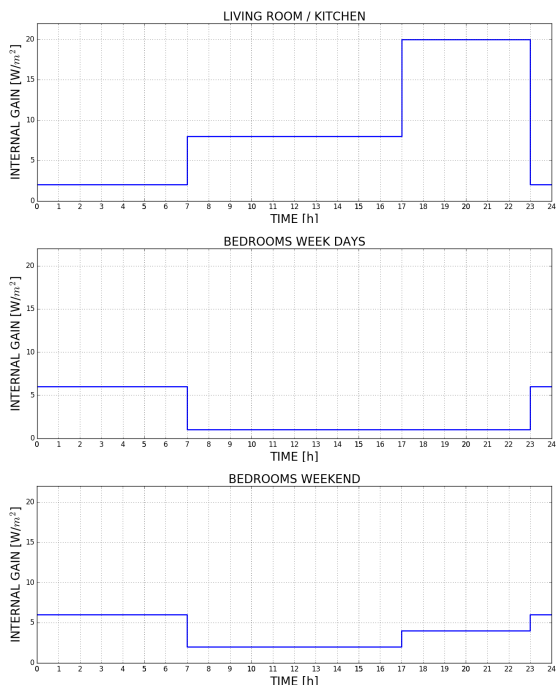 LIVING ROOM / KITCHEN
INTERNAL GAIN [W/m²]
20
15
10
5
0
0 1 2 3 4 5 6 7 8 9 10 11 12 13 14 15 16 17 18 19 20 21 22 23 24
TIME [h]
BEDROOMS WEEK DAYS
INTERNAL GAIN [W/m²]
20
15
10
5
0
0 1 2 3 4 5 6 7 8 9 10 11 12 13 14 15 16 17 18 19 20 21 22 23 24
TIME [h]
BEDROOMS WEEKEND
INTERNAL GAIN [W/m²]
20
15
10
5
0
0 1 2 3 4 5 6 7 8 9 10 11 12 13 14 15 16 17 18 19 20 21 22 23 24
TIME [h]